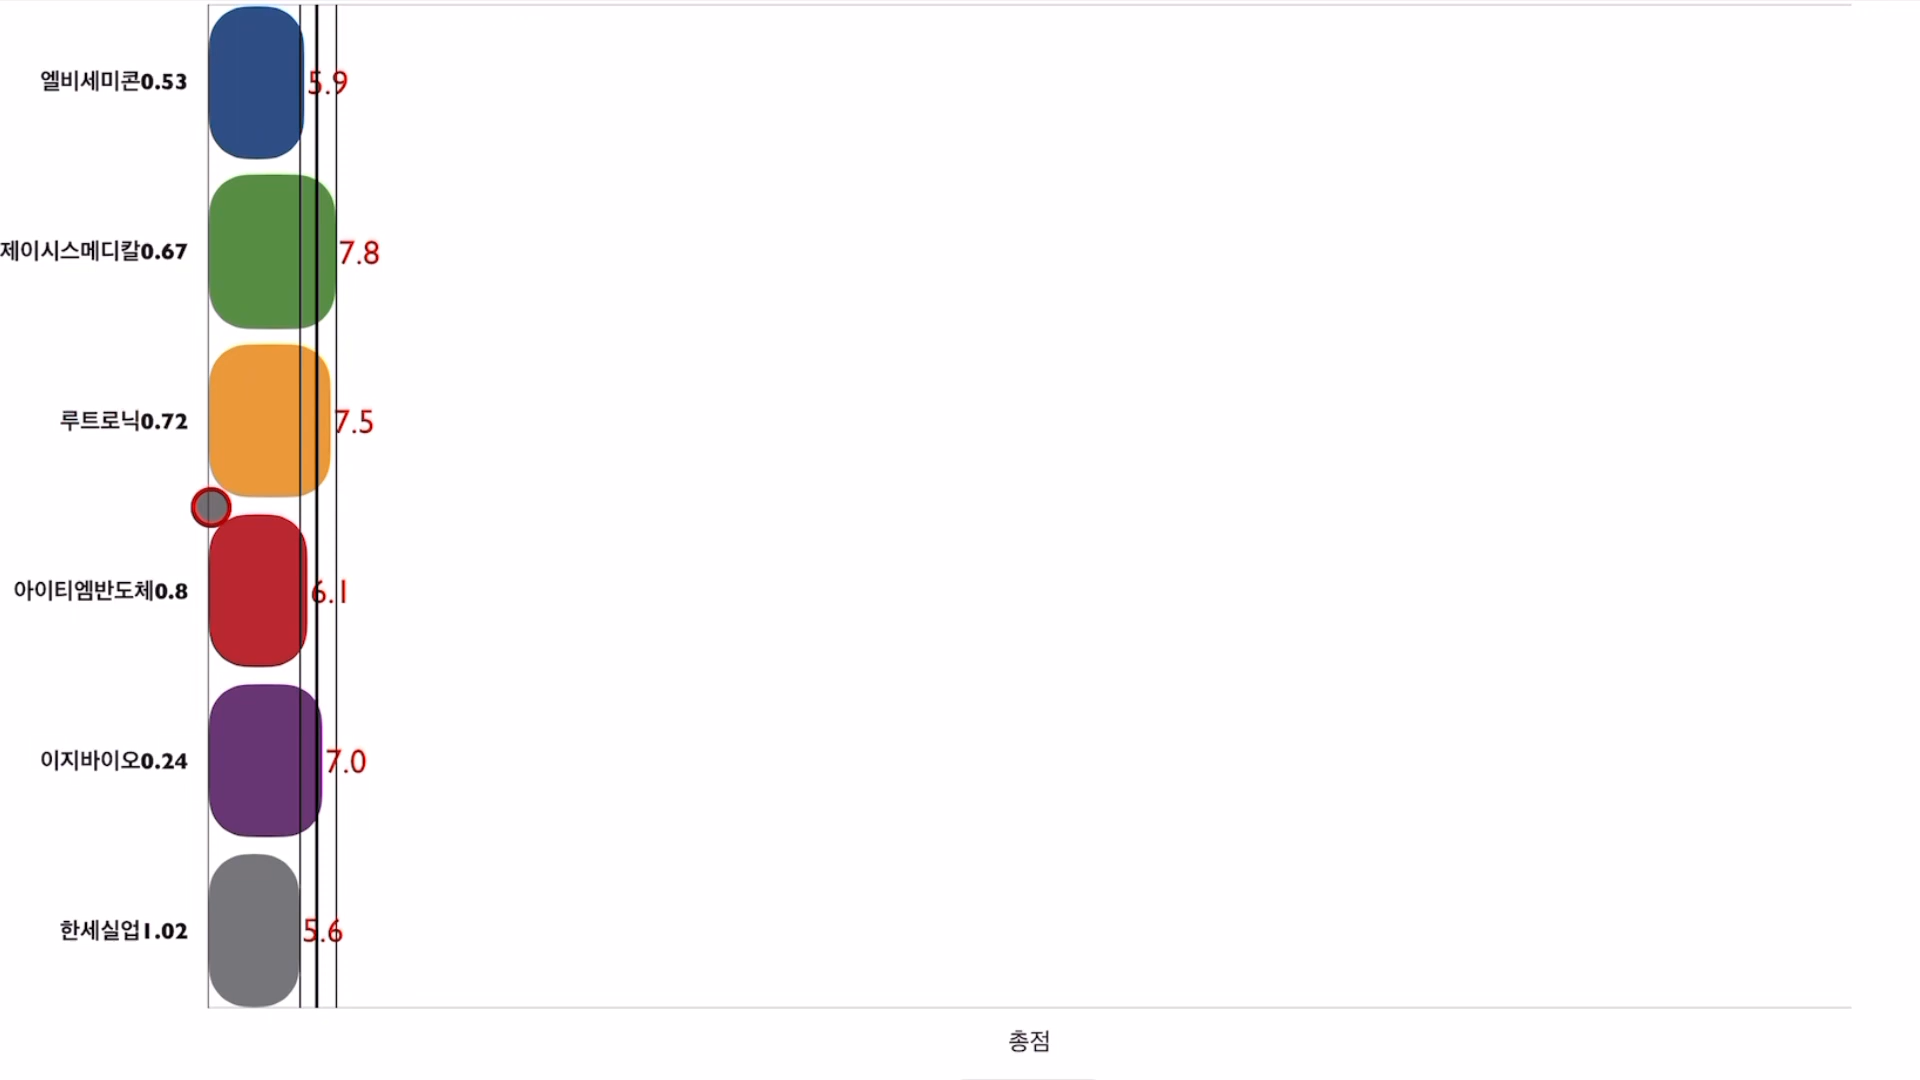 엘비세미콘0.53
5.9
제이시스메디칼0.67
7.8
루트로닉0.72
7.5
아이티엠반도체0.8
6.1
이지바이오0.24
7.0
한세실업1.02
5.6
총점